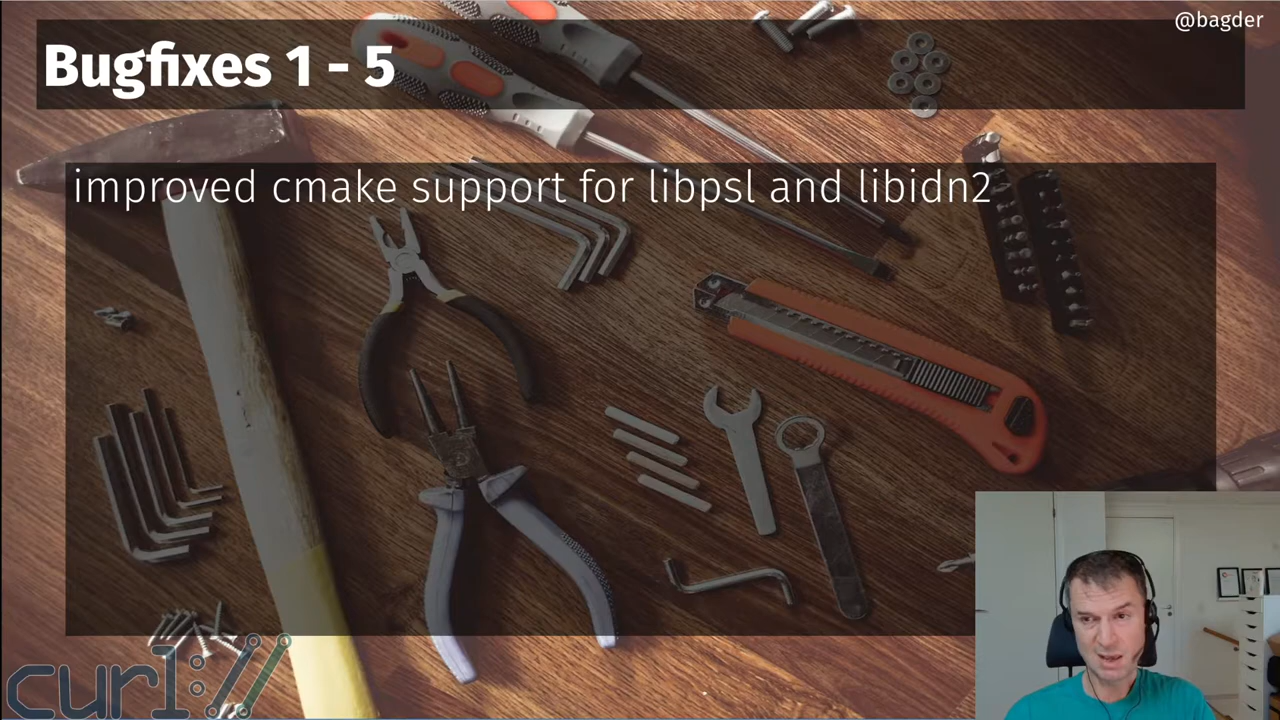 @bagder
Bugfixes 1 - 5
improved cmake support for libpsl and libidn2
curl://